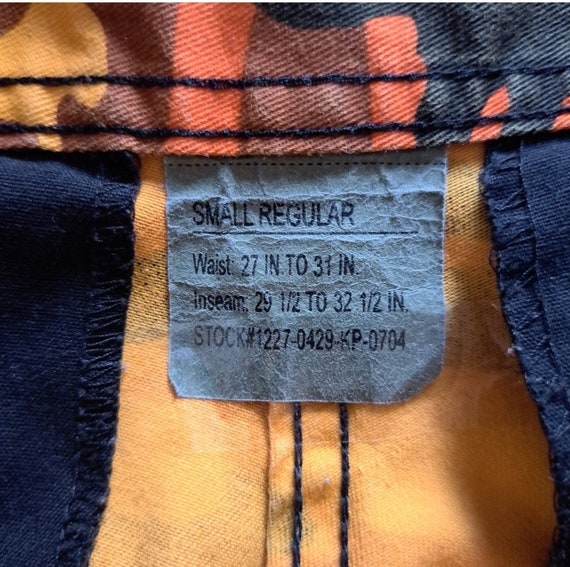 SMALL REGULAR
Waist: 27 IN.TO 31 IN.
Inseam: 29 1/2 TO 32 1/2 IN.
STOCK#1227-0429-KP-0704